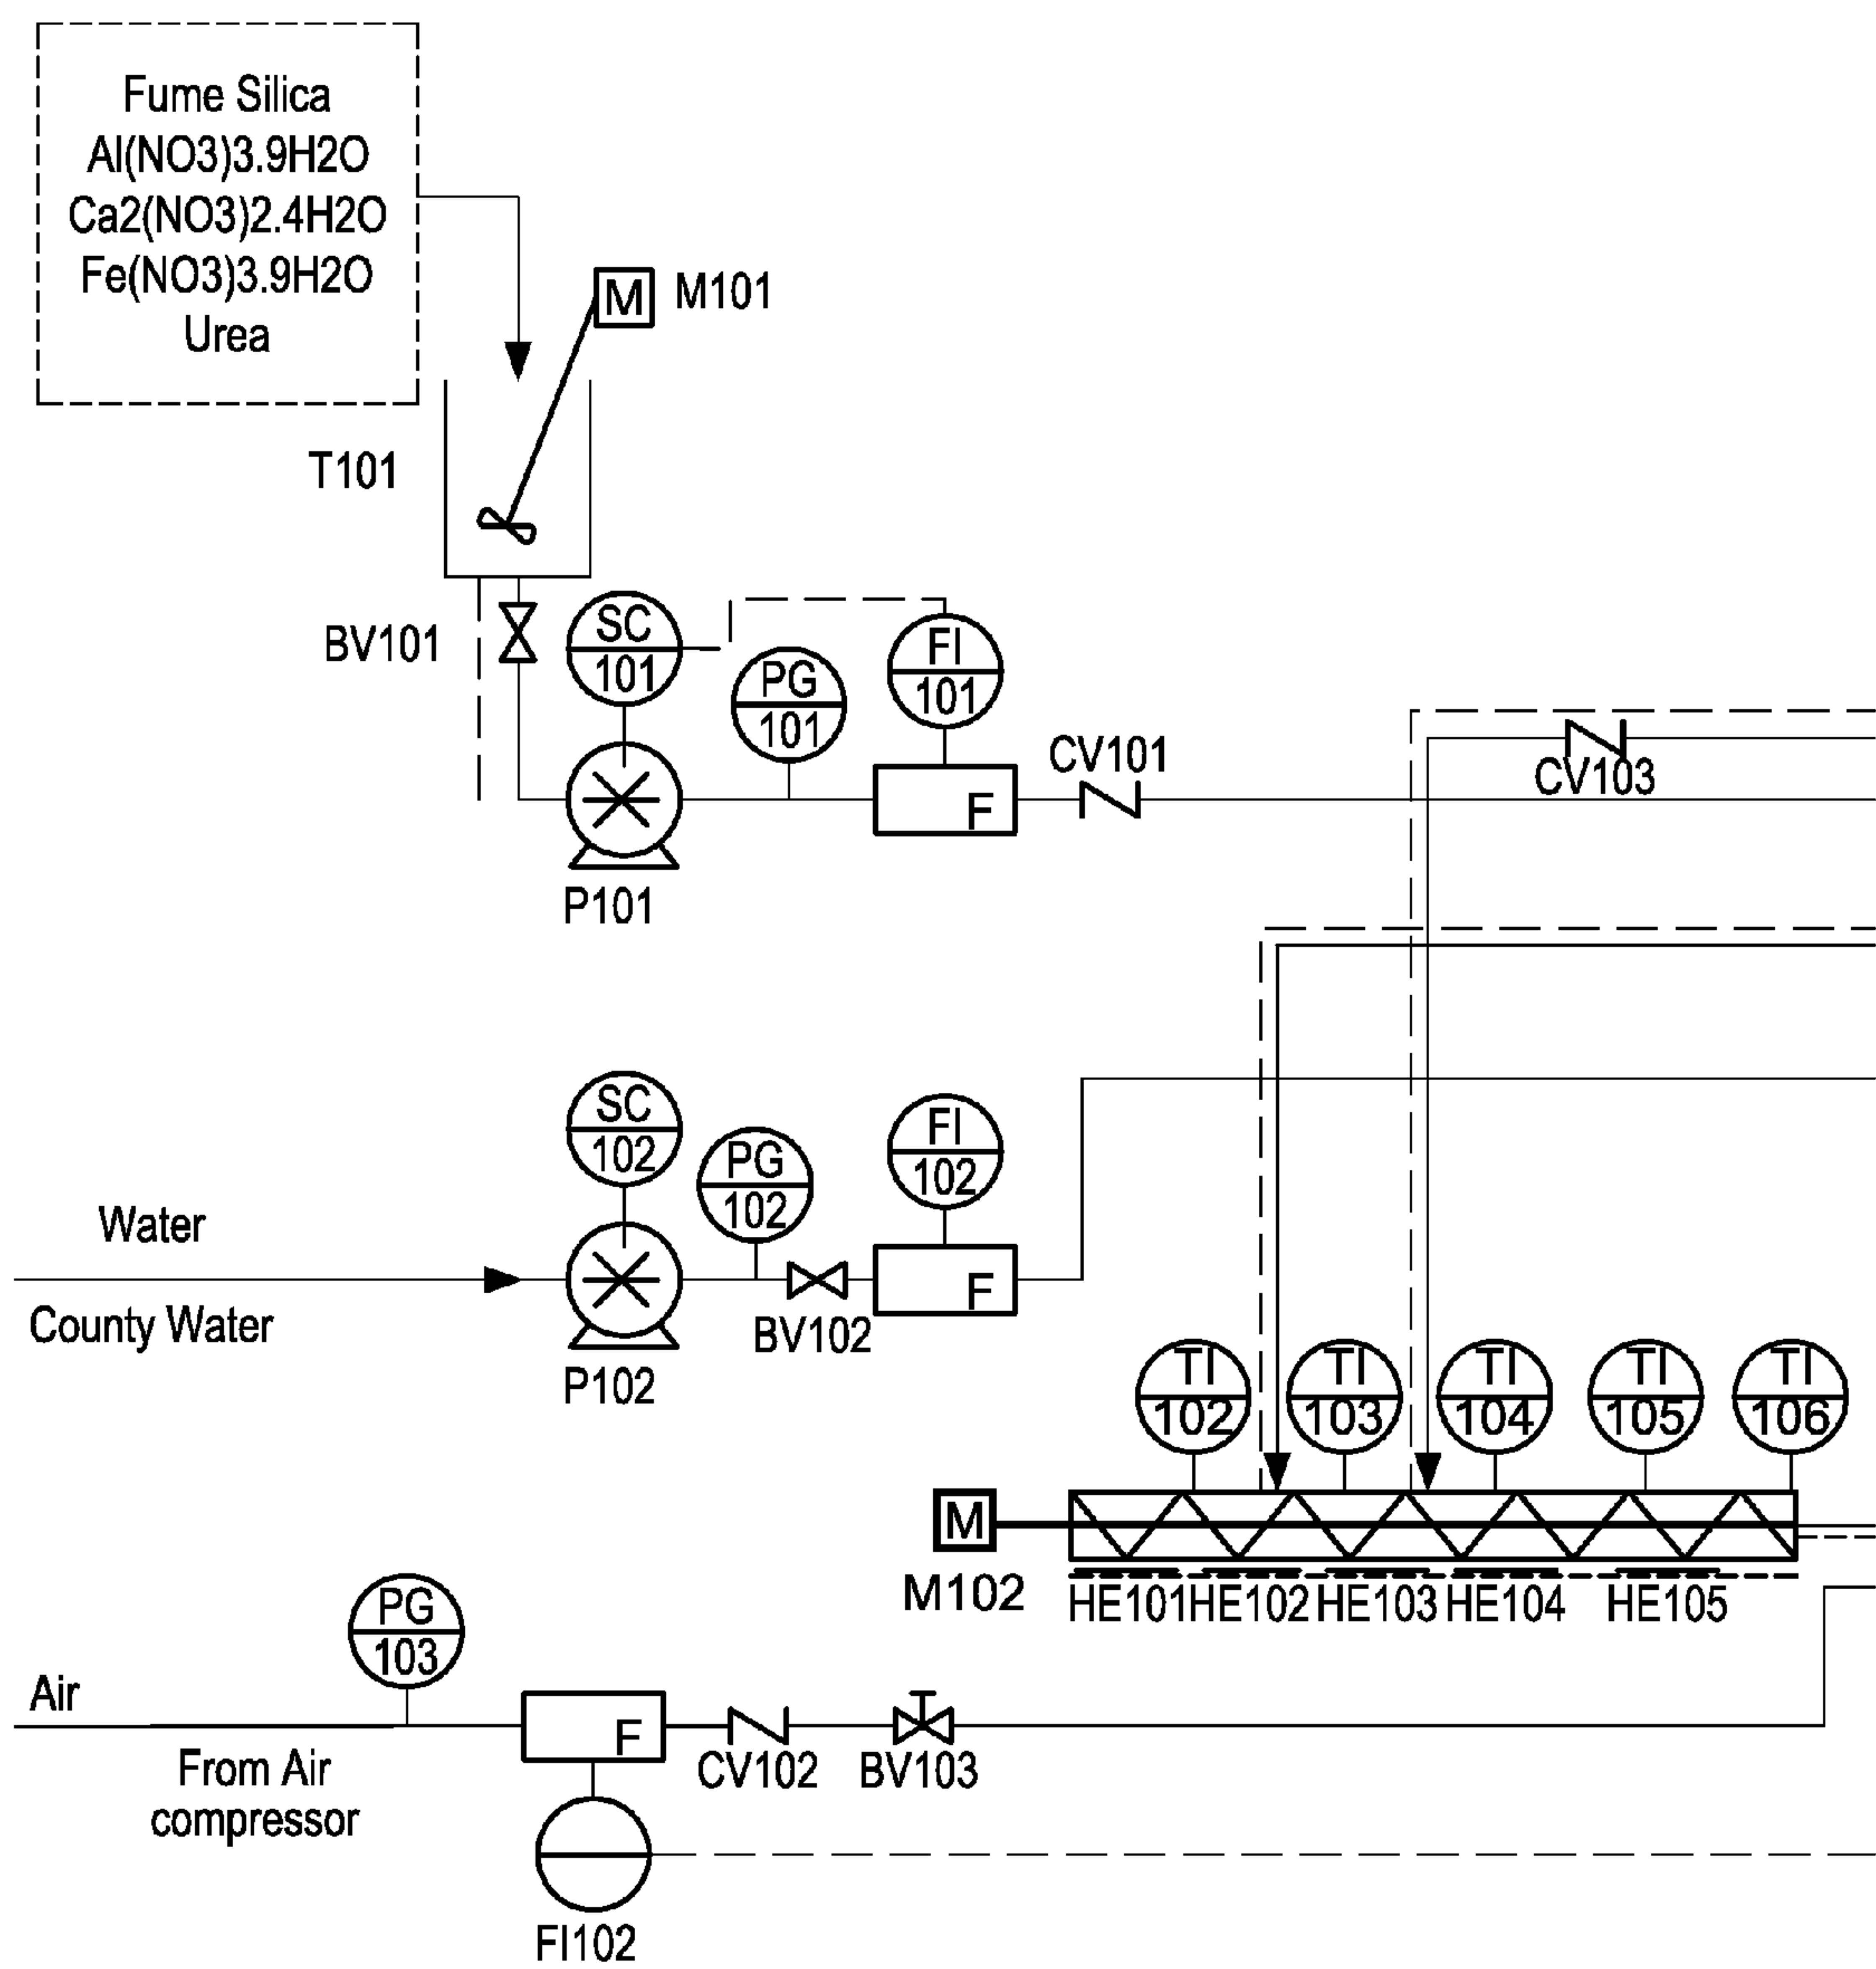 Fume Silica
Al(NO3)3.9H2O
Ca2(NO3)2.4H2O
Fe(NO3)3.9H2O
Urea
M
M101
T101
BV101
SC
101
PG
101
FI
101
F
CV101
CV103
P101
SC
102
PG
102
FI
102
F
Water
County Water
BV102
P102
TI
102
TI
103
TI
104
TI
105
TI
106
M
M102
HE101
HE102
HE103
HE104
HE105
PG
103
Air
From Air
compressor
F
CV102
BV103
FI102